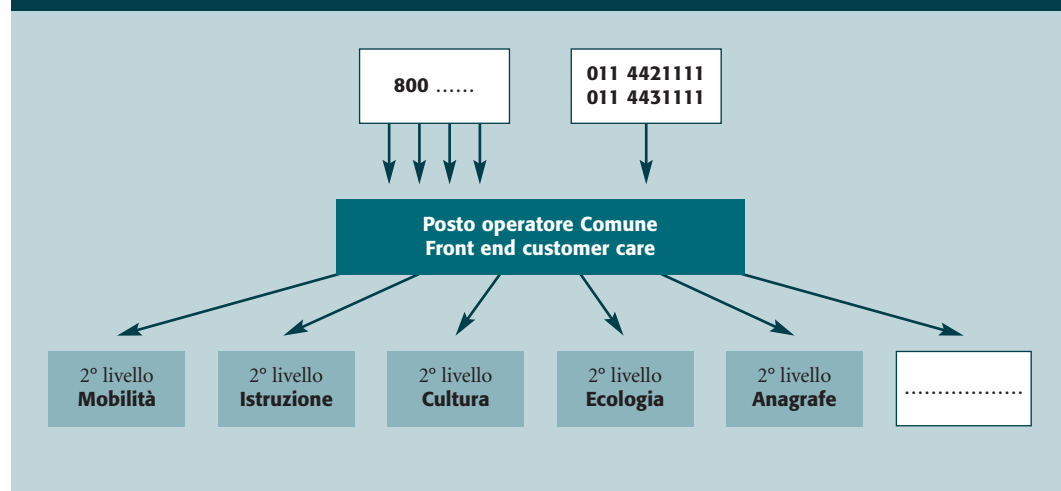 800 ......
011 4421111
011 4431111
Posto operatore Comune
Front end customer care
2° livello
Mobilità
2° livello
Istruzione
2° livello
Cultura
2° livello
Ecologia
2° livello
Anagrafe
..................